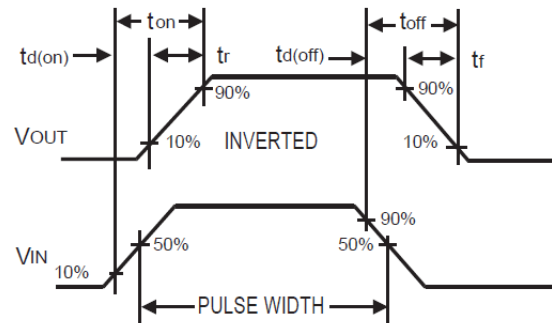 ton
toff
td(on)
tr
td(off)
tf
90%
90%
VOUT
10%
INVERTED
10%
90%
VIN
50%
50%
10%
PULSE WIDTH